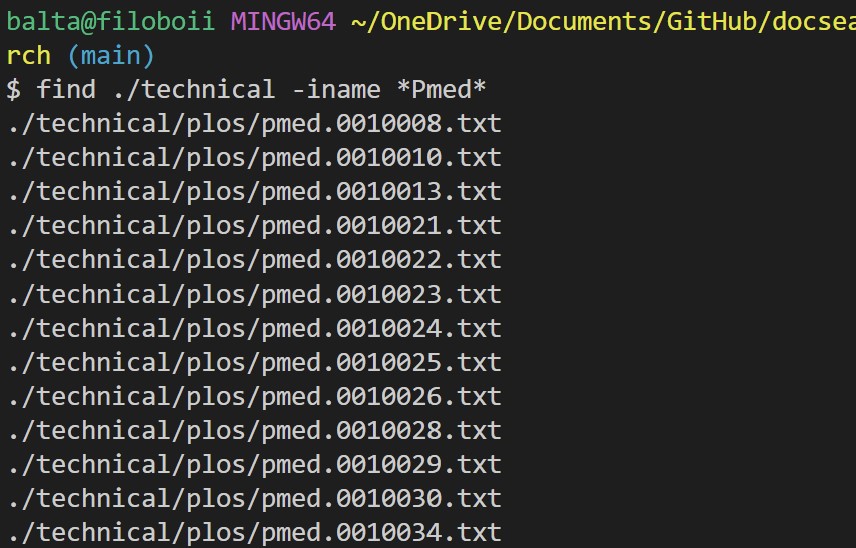 balta@filoboii MINGW64 ~/OneDrive/Documents/GitHub/docsea
rch (main)
$ find ./technical -iname *Pmed*
./technical/plos/pmed.0010008.txt
./technical/plos/pmed.0010010.txt
./technical/plos/pmed.0010013.txt
./technical/plos/pmed.0010021.txt
./technical/plos/pmed.0010022.txt
./technical/plos/pmed.0010023.txt
./technical/plos/pmed.0010024.txt
./technical/plos/pmed.0010025.txt
./technical/plos/pmed.0010026.txt
./technical/plos/pmed.0010028.txt
./technical/plos/pmed.0010029.txt
./technical/plos/pmed.0010030.txt
./technical/plos/pmed.0010034.txt